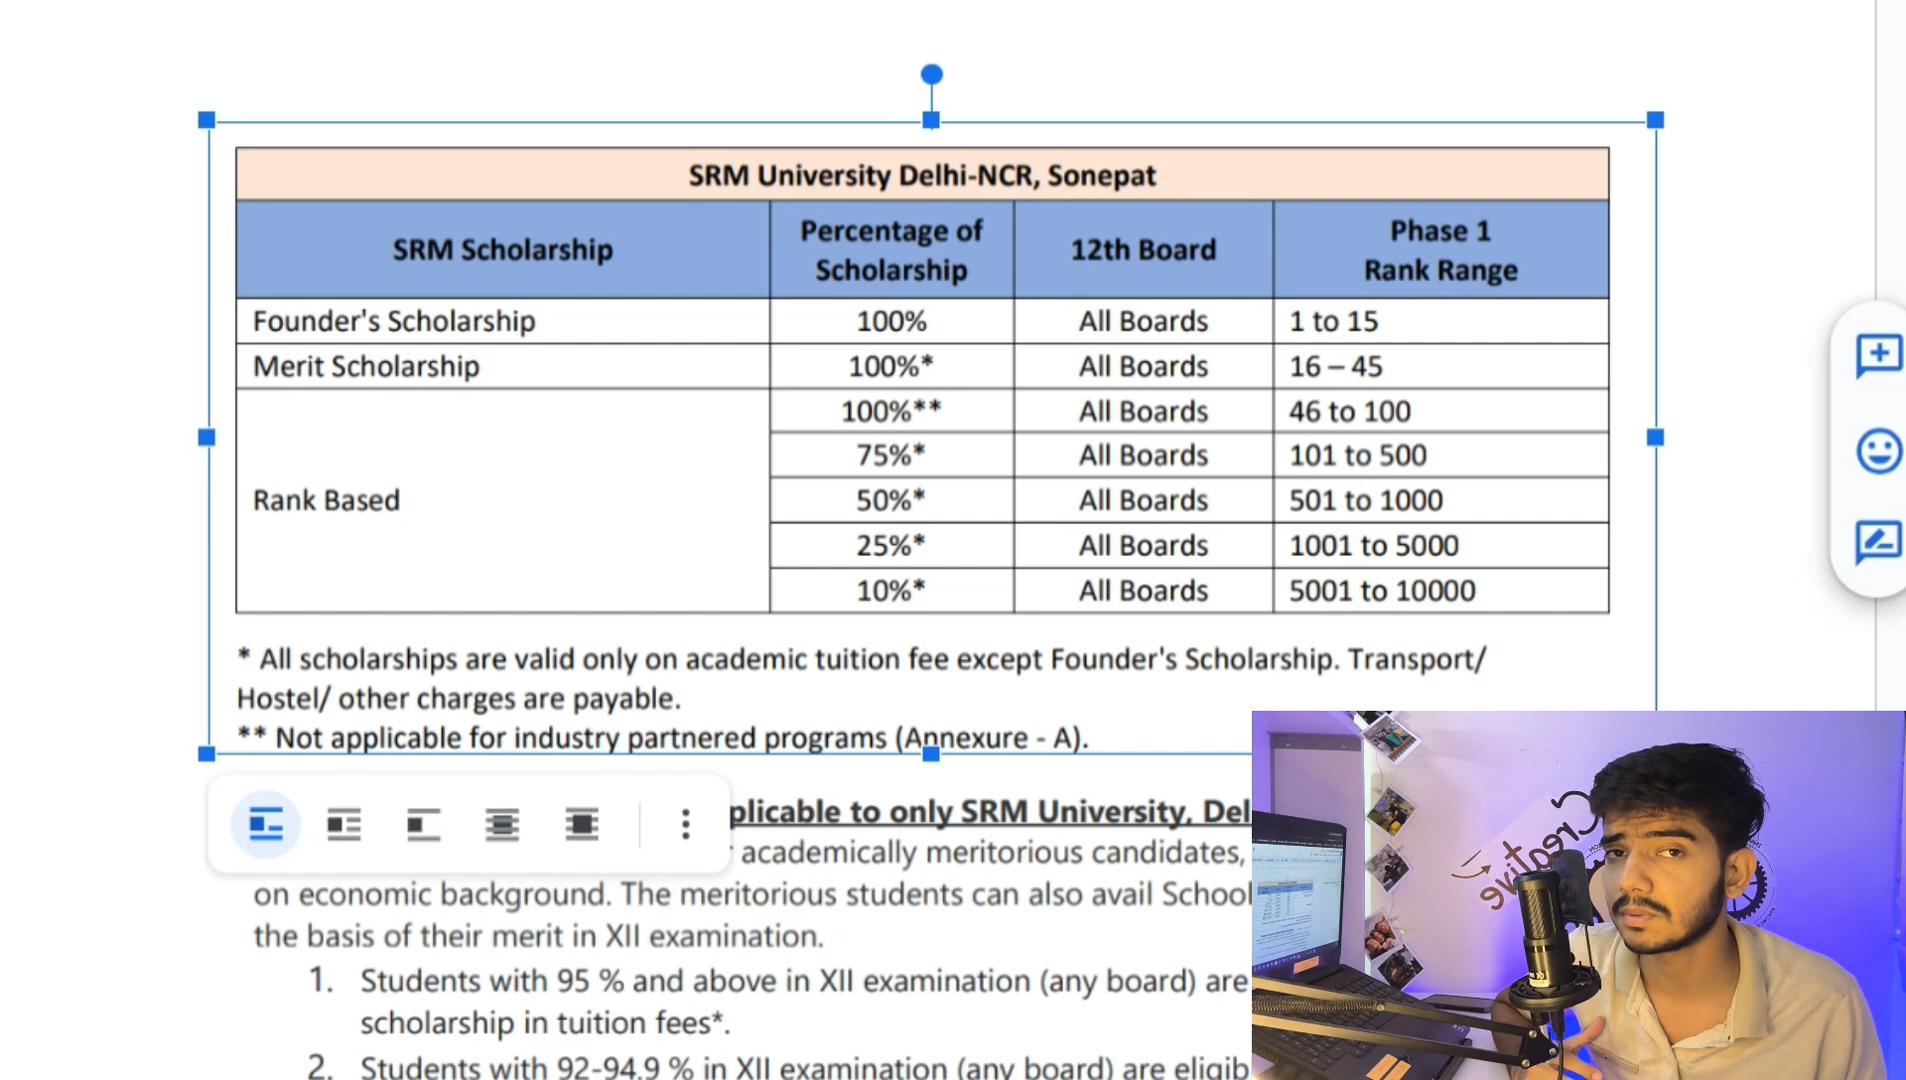 SRM University Delhi-NCR, Sonepat
SRM Scholarship Percentage of Scholarship 12th Board Phase 1 Rank Range
Founder's Scholarship 100% All Boards 1 to 15
Merit Scholarship 100%* All Boards 16 – 45
100%** All Boards 46 to 100
75%* All Boards 101 to 500
Rank Based 50%* All Boards 501 to 1000
25%* All Boards 1001 to 5000
10%* All Boards 5001 to 10000
* All scholarships are valid only on academic tuition fee except Founder's Scholarship. Transport/
Hostel/ other charges are payable.
** Not applicable for industry partnered programs (Annexure - A).
plicable to only SRM University, Del
academically meritorious candidates,
on economic background. The meritorious students can also avail School
the basis of their merit in XII examination.
1. Students with 95 % and above in XII examination (any board) are
scholarship in tuition fees*.
2. Students with 92-94.9 % in XII examination (any board) are eligib
Creative